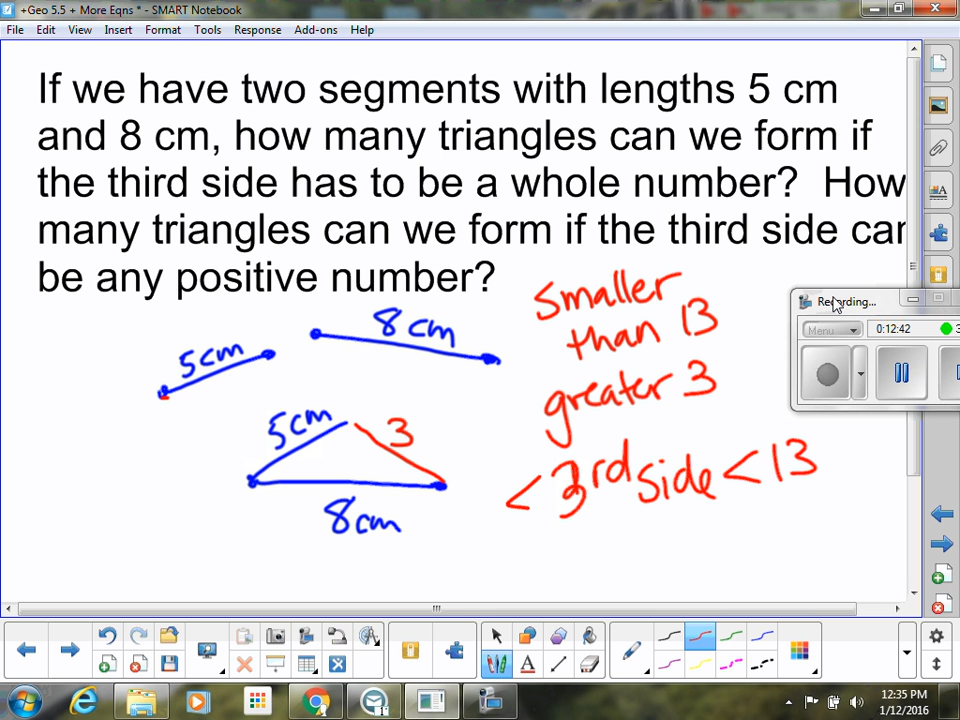 +Geo 5.5 + More Eqns * - SMART Notebook
File Edit View Insert Format Tools Add-ons Response Help
If we have two segments with lengths 5 cm
and 8 cm, how many triangles can we form if
the third side has to be a whole number? How
many triangles can we form if the third side can
be any positive number?
smaller
than 13
greater 3
< 3rd side < 13
5cm
8cm
5cm
3
8cm
Recording...
Menu
0:12:42
3
12:35 PM
1/12/2016